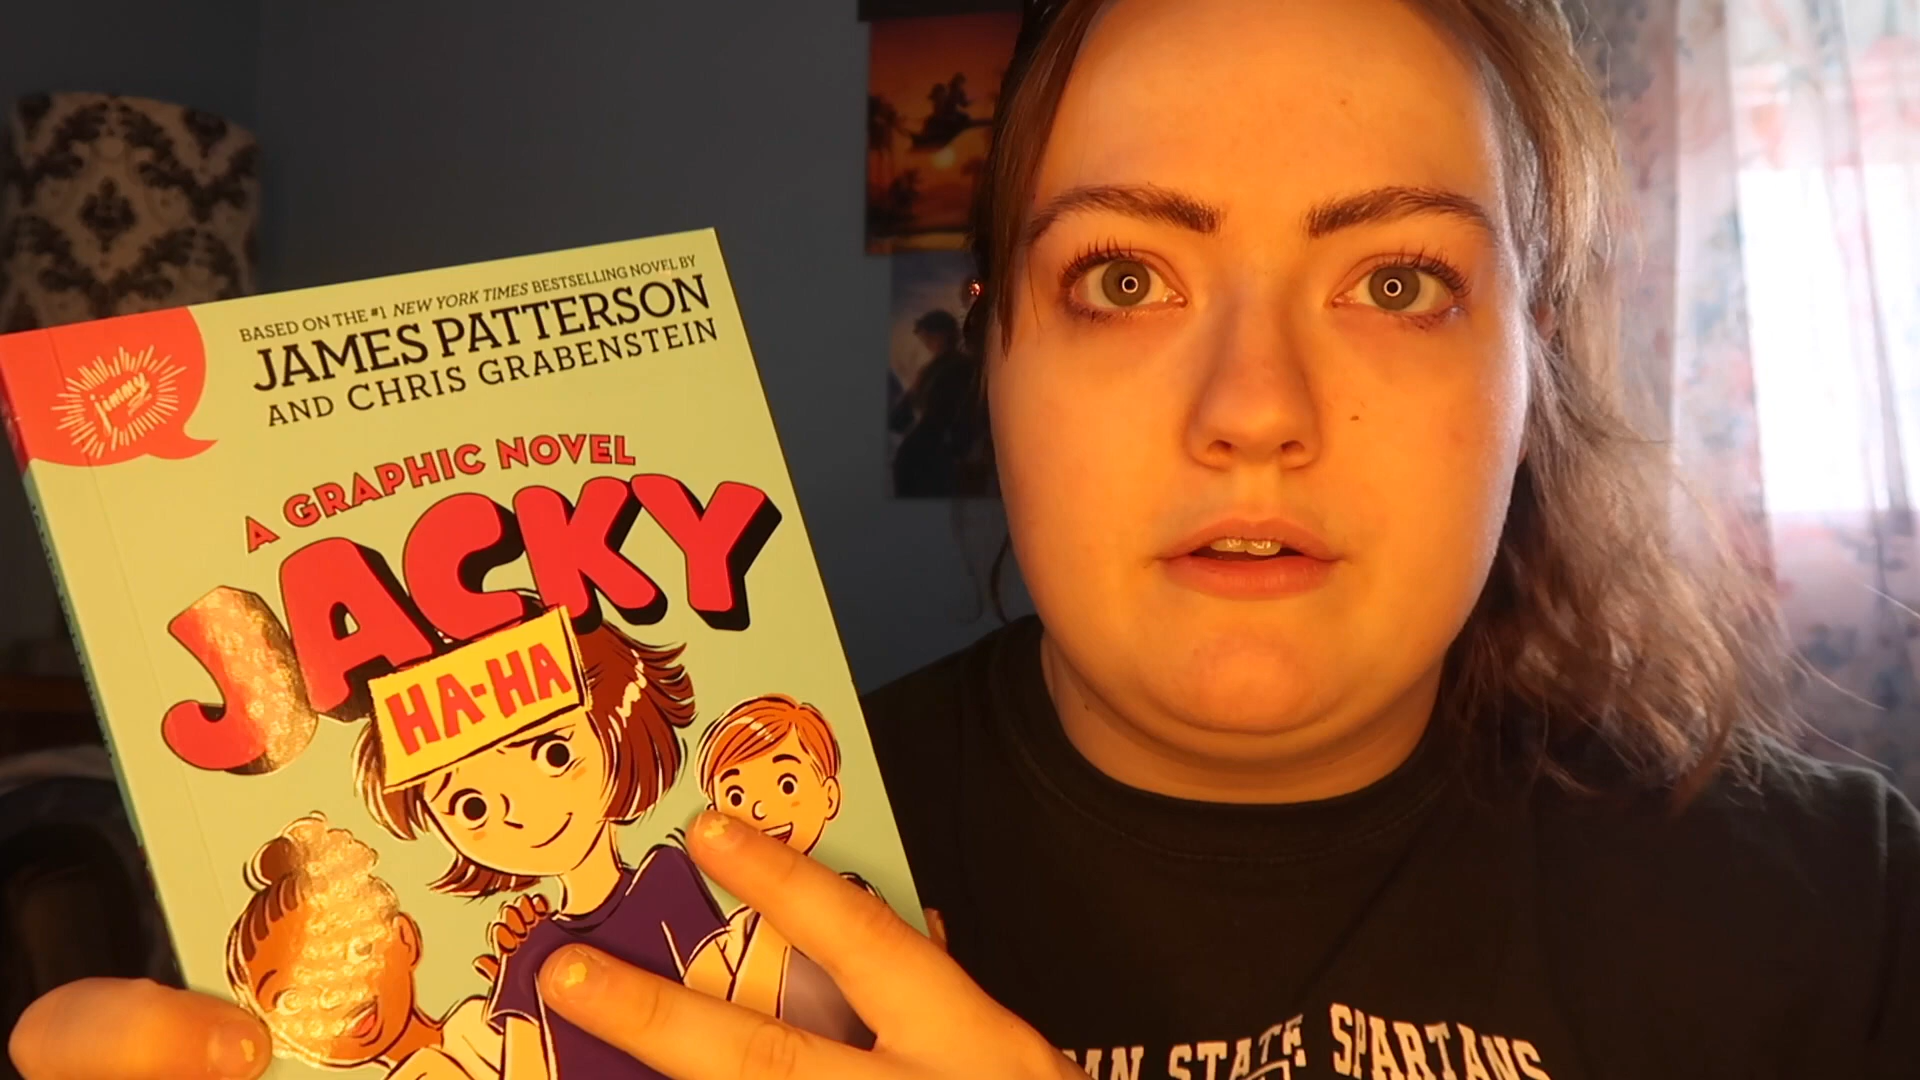 jimmy
BASED ON THE #1 NEW YORK TIMES BESTSELLING NOVEL BY
JAMES PATTERSON
AND CHRIS GRABENSTEIN
A GRAPHIC NOVEL
JACKY
HA-HA
AN STATE SPARTANS